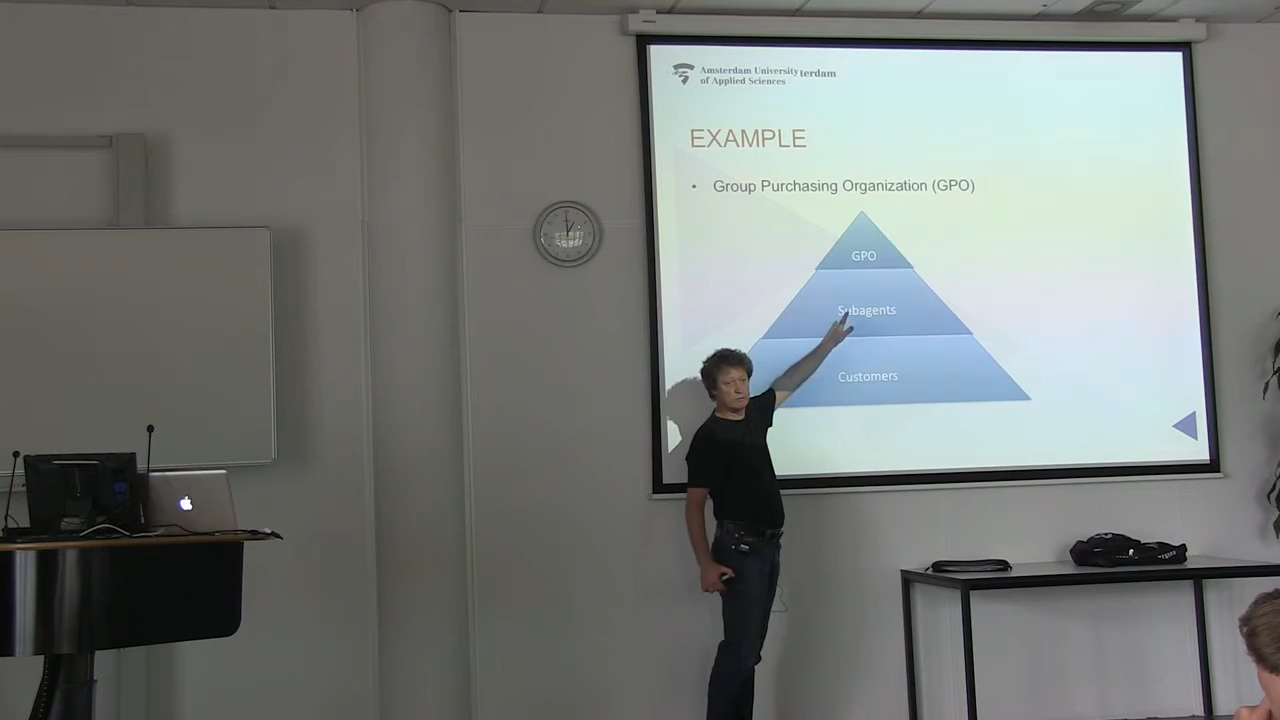 Amsterdam University terdam
of Applied Sciences
EXAMPLE
• Group Purchasing Organization (GPO)
GPO
Subagents
Customers